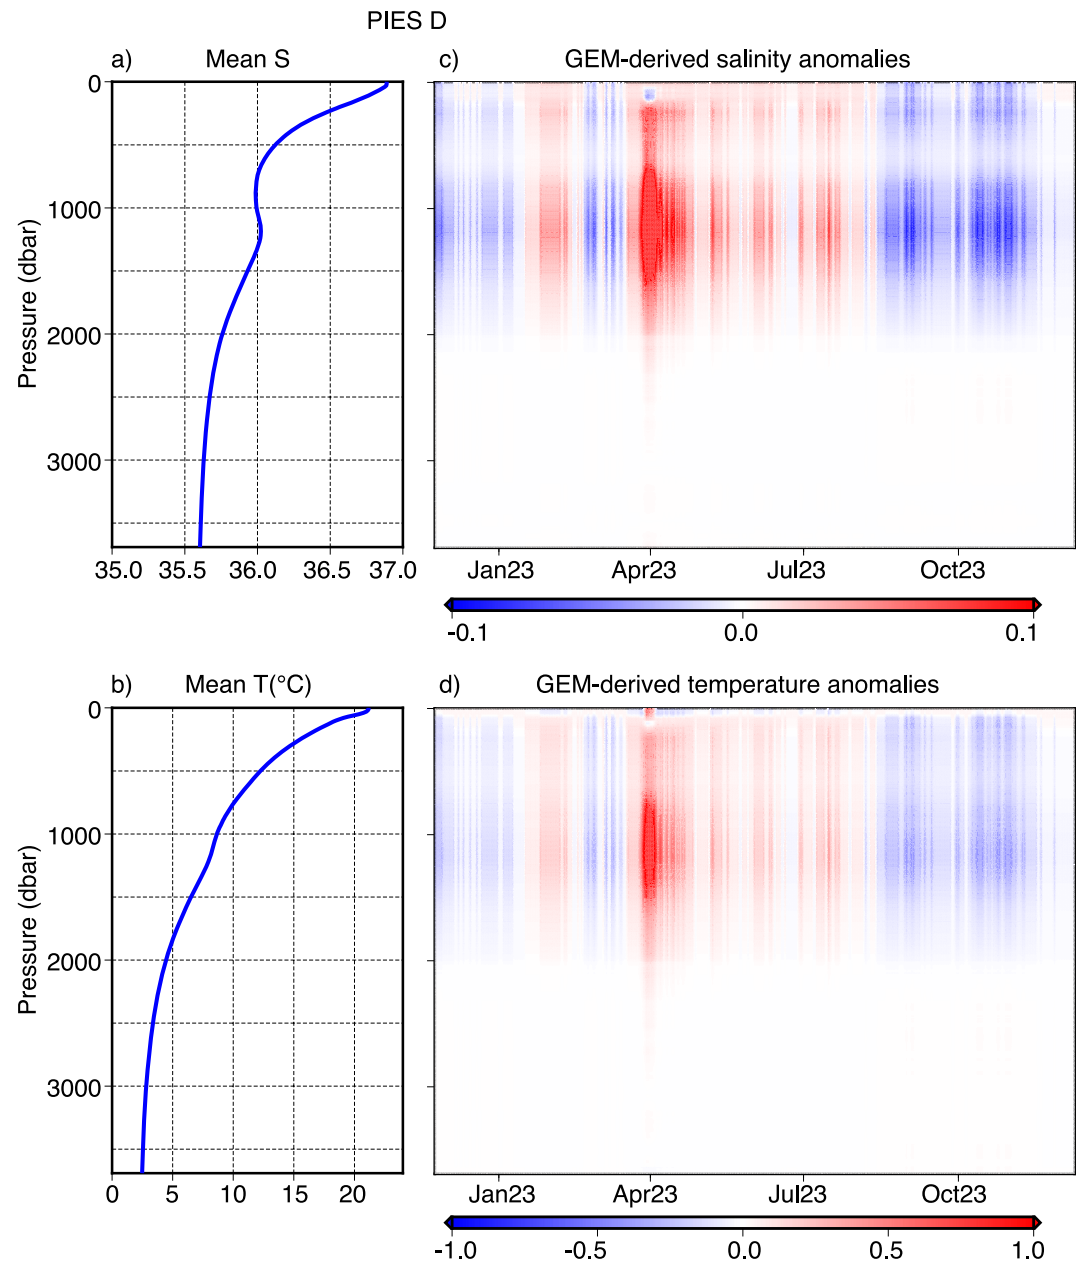 PIES D
a) Mean S
c) GEM-derived salinity anomalies
Pressure (dbar)
0
1000
2000
3000
35.0 35.5 36.0 36.5 37.0
Jan23 Apr23 Jul23 Oct23
-0.1 0.0 0.1
b) Mean T(°C)
d) GEM-derived temperature anomalies
Pressure (dbar)
0
1000
2000
3000
0 5 10 15 20
Jan23 Apr23 Jul23 Oct23
-1.0 -0.5 0.0 0.5 1.0